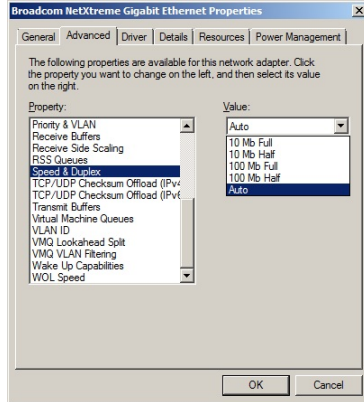 Broadcom NetXtreme Gigabit Ethernet Properties
General Advanced Driver Details Resources Power Management
The following properties are available for this network adapter. Click
the property you want to change on the left, and then select its value
on the right.
Property:
Priority & VLAN
Receive Buffers
Receive Side Scaling
RSS Queues
Speed & Duplex
TCP/UDP Checksum Offload (IPv4
TCP/UDP Checksum Offload (IPv6
Transmit Buffers
Virtual Machine Queues
VLAN ID
VMQ Lookahead Split
VMQ VLAN Filtering
Wake Up Capabilities
WOL Speed
Value:
Auto
10 Mb Full
10 Mb Half
100 Mb Full
100 Mb Half
Auto
OK Cancel